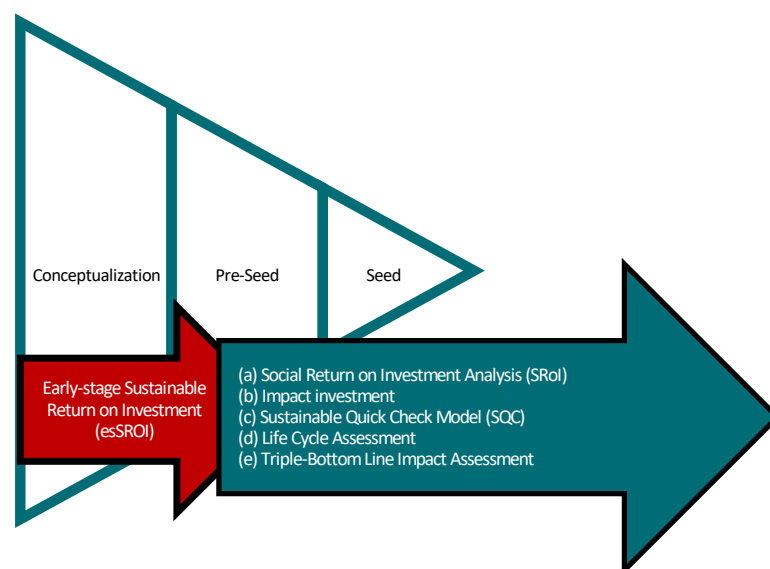 Conceptualization
Pre-Seed
Seed
Early-stage Sustainable
Return on Investment
(esSROI)
(a) Social Return on Investment Analysis (SRoI)
(b) Impact investment
(c) Sustainable Quick Check Model (SQC)
(d) Life Cycle Assessment
(e) Triple-Bottom Line Impact Assessment